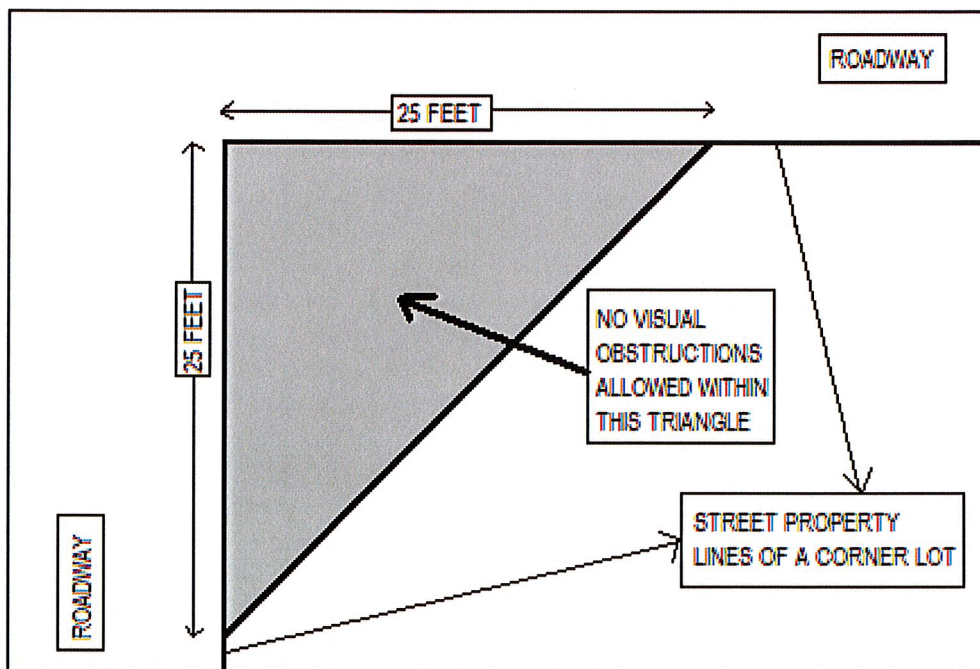 ROADWAY
25 FEET
25 FEET
NO VISUAL
OBSTRUCTIONS
ALLOWED WITHIN
THIS TRIANGLE
STREET PROPERTY
LINES OF A CORNER LOT
ROADWAY